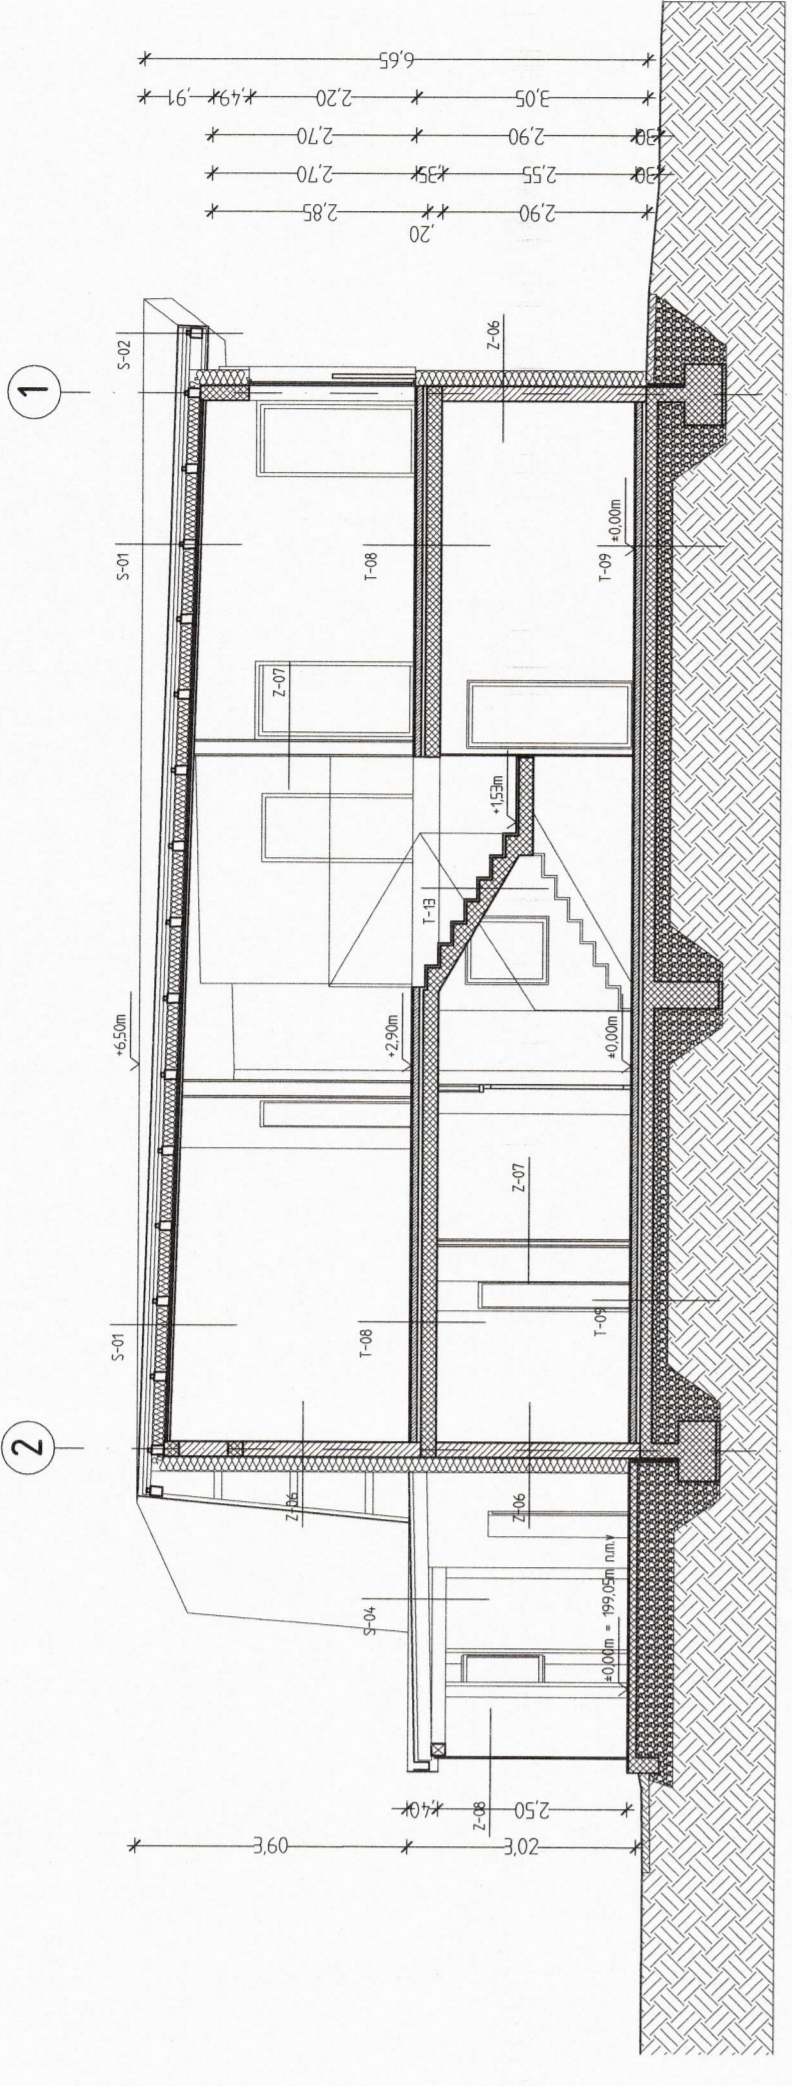 6,65
,91
,49
2,20
3,05
2,70
2,90
30
2,70
,35
2,55
30
2,85
,20
2,90
1
S-02
Z-06
S-01
T-08
T-09
±0,00m
Z-07
+1,53m
T-13
+6,50m
+2,90m
±0,00m
Z-07
S-01
T-08
T-09
2
Z-06
Z-06
S-04
±0,00m = 199,05m n.m.v
Z-08
,40
2,50
3,60
3,02